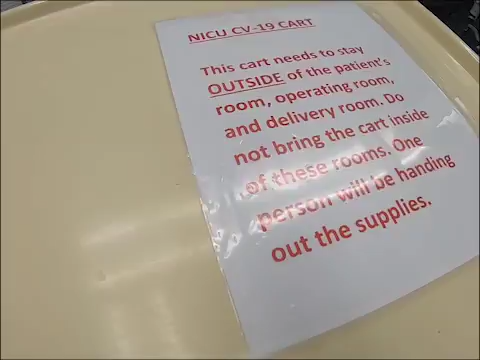 NICU CV-19 CART
This cart needs to stay
OUTSIDE of the patient's
room, operating room,
and delivery room. Do
not bring the cart inside
of these rooms. One
person will be handing
out the supplies.